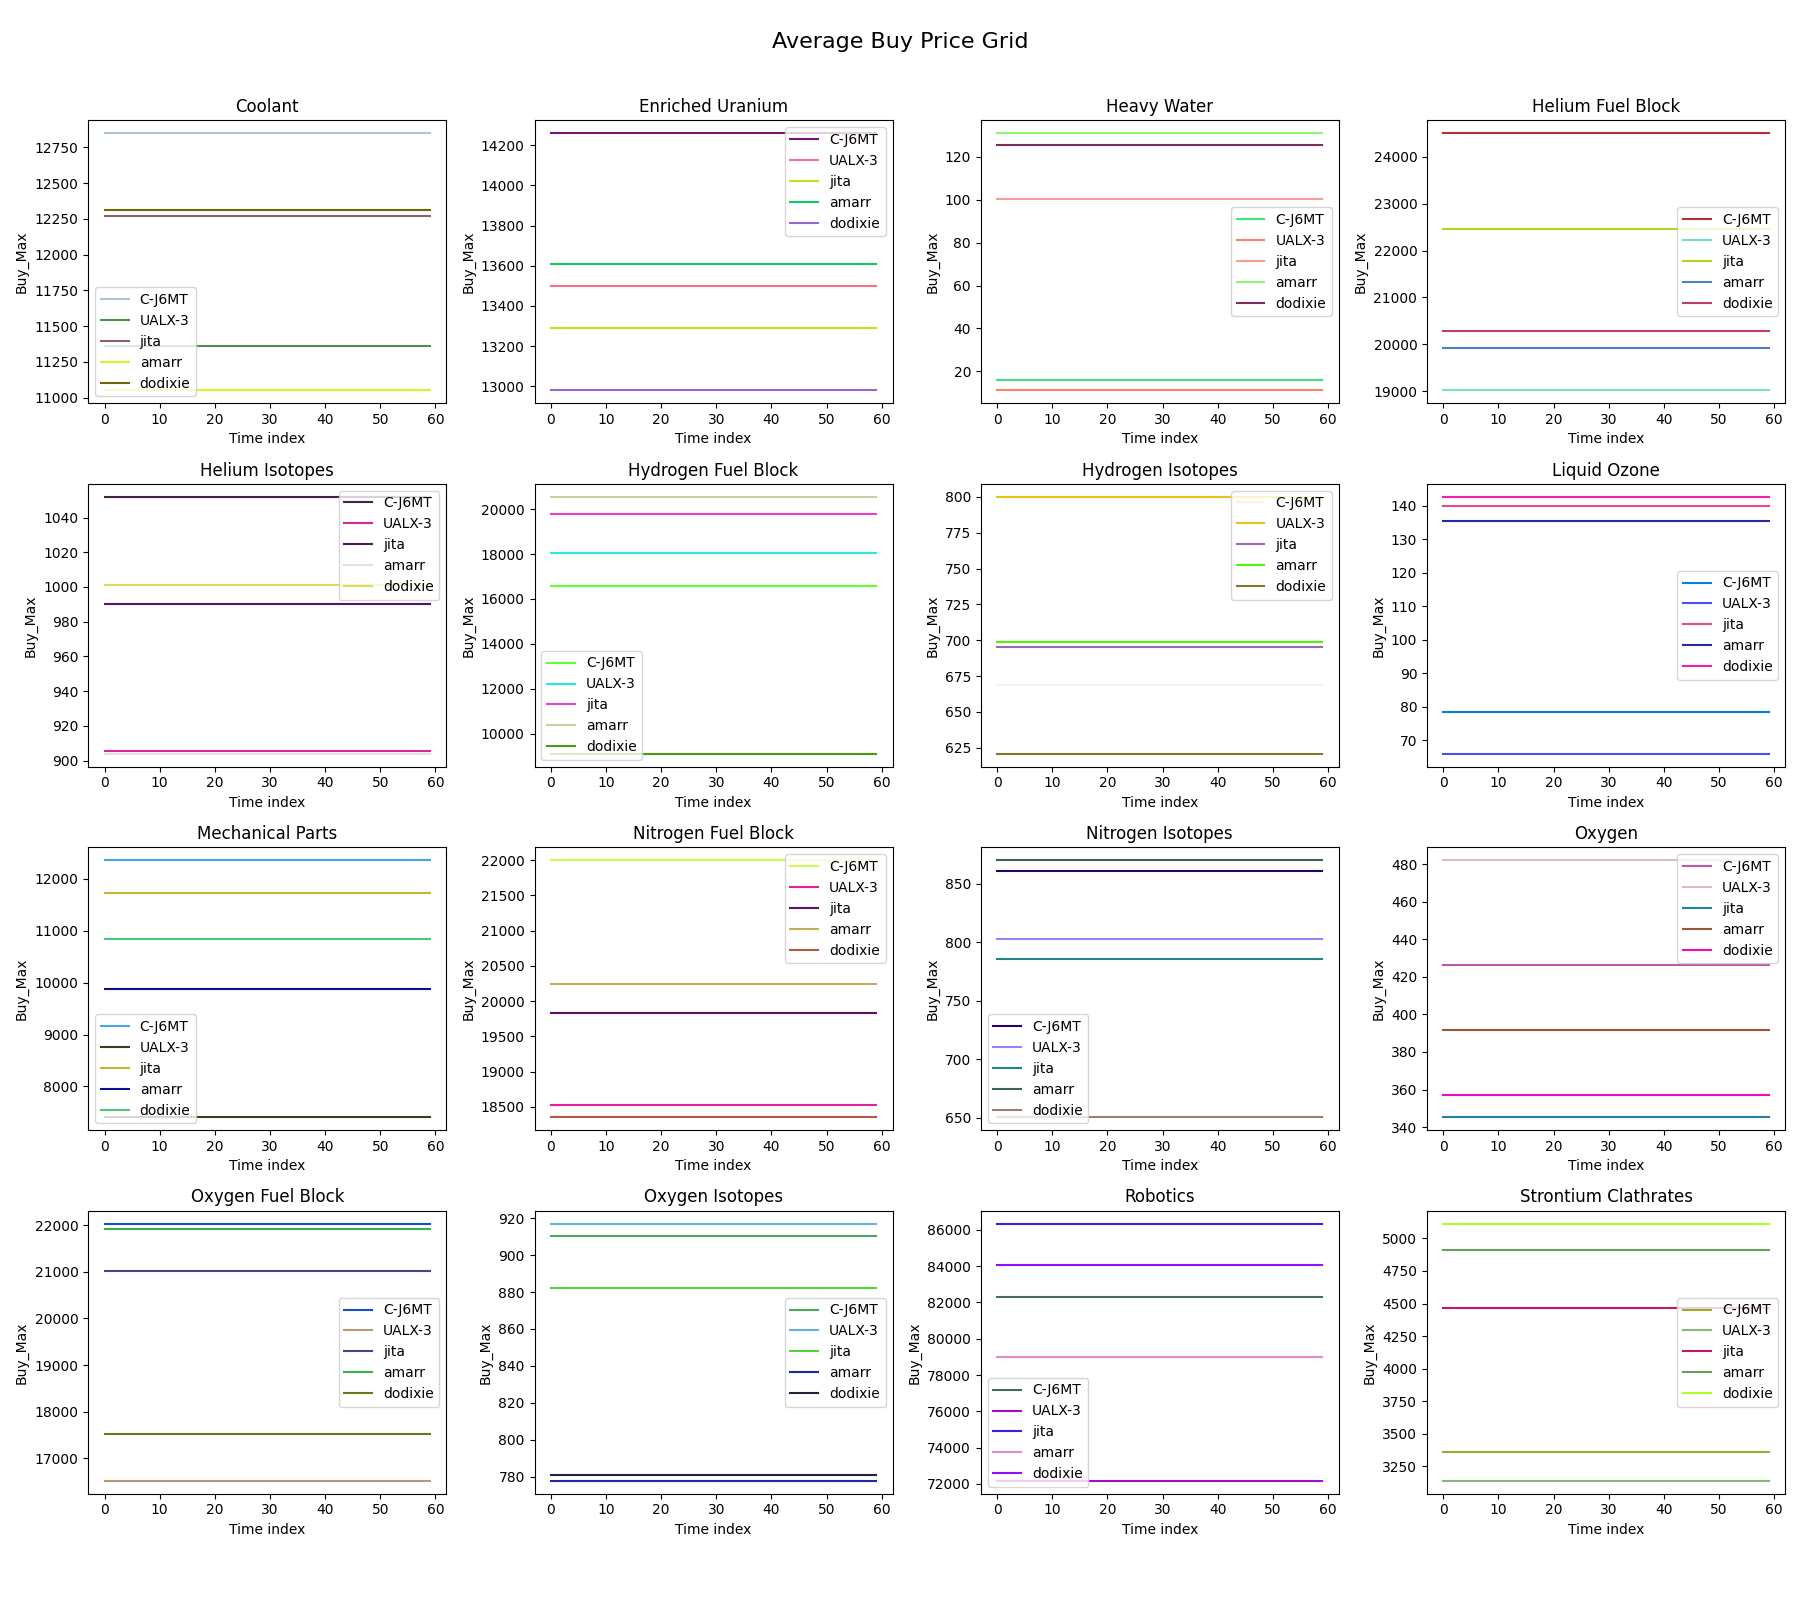 Average Buy Price Grid
Coolant
Buy_Max
12750
12500
12250
12000
11750
11500
11250
11000
C-J6MT
UALX-3
jita
amarr
dodixie
0 10 20 30 40 50 60
Time index
Enriched Uranium
Buy_Max
14200
14000
13800
13600
13400
13200
13000
C-J6MT
UALX-3
jita
amarr
dodixie
0 10 20 30 40 50 60
Time index
Heavy Water
Buy_Max
120
100
80
60
40
20
C-J6MT
UALX-3
jita
amarr
dodixie
0 10 20 30 40 50 60
Time index
Helium Fuel Block
Buy_Max
24000
23000
22000
21000
20000
19000
C-J6MT
UALX-3
jita
amarr
dodixie
0 10 20 30 40 50 60
Time index
Helium Isotopes
Buy_Max
1040
1020
1000
980
960
940
920
900
C-J6MT
UALX-3
jita
amarr
dodixie
0 10 20 30 40 50 60
Time index
Hydrogen Fuel Block
Buy_Max
20000
18000
16000
14000
12000
10000
C-J6MT
UALX-3
jita
amarr
dodixie
0 10 20 30 40 50 60
Time index
Hydrogen Isotopes
Buy_Max
800
775
750
725
700
675
650
625
C-J6MT
UALX-3
jita
amarr
dodixie
0 10 20 30 40 50 60
Time index
Liquid Ozone
Buy_Max
140
130
120
110
100
90
80
70
C-J6MT
UALX-3
jita
amarr
dodixie
0 10 20 30 40 50 60
Time index
Mechanical Parts
Buy_Max
12000
11000
10000
9000
8000
C-J6MT
UALX-3
jita
amarr
dodixie
0 10 20 30 40 50 60
Time index
Nitrogen Fuel Block
Buy_Max
22000
21500
21000
20500
20000
19500
19000
18500
C-J6MT
UALX-3
jita
amarr
dodixie
0 10 20 30 40 50 60
Time index
Nitrogen Isotopes
Buy_Max
850
800
750
700
650
C-J6MT
UALX-3
jita
amarr
dodixie
0 10 20 30 40 50 60
Time index
Oxygen
Buy_Max
480
460
440
420
400
380
360
340
C-J6MT
UALX-3
jita
amarr
dodixie
0 10 20 30 40 50 60
Time index
Oxygen Fuel Block
Buy_Max
22000
21000
20000
19000
18000
17000
C-J6MT
UALX-3
jita
amarr
dodixie
0 10 20 30 40 50 60
Time index
Oxygen Isotopes
Buy_Max
920
900
880
860
840
820
800
780
C-J6MT
UALX-3
jita
amarr
dodixie
0 10 20 30 40 50 60
Time index
Robotics
Buy_Max
86000
84000
82000
80000
78000
76000
74000
72000
C-J6MT
UALX-3
jita
amarr
dodixie
0 10 20 30 40 50 60
Time index
Strontium Clathrates
Buy_Max
5000
4750
4500
4250
4000
3750
3500
3250
C-J6MT
UALX-3
jita
amarr
dodixie
0 10 20 30 40 50 60
Time index